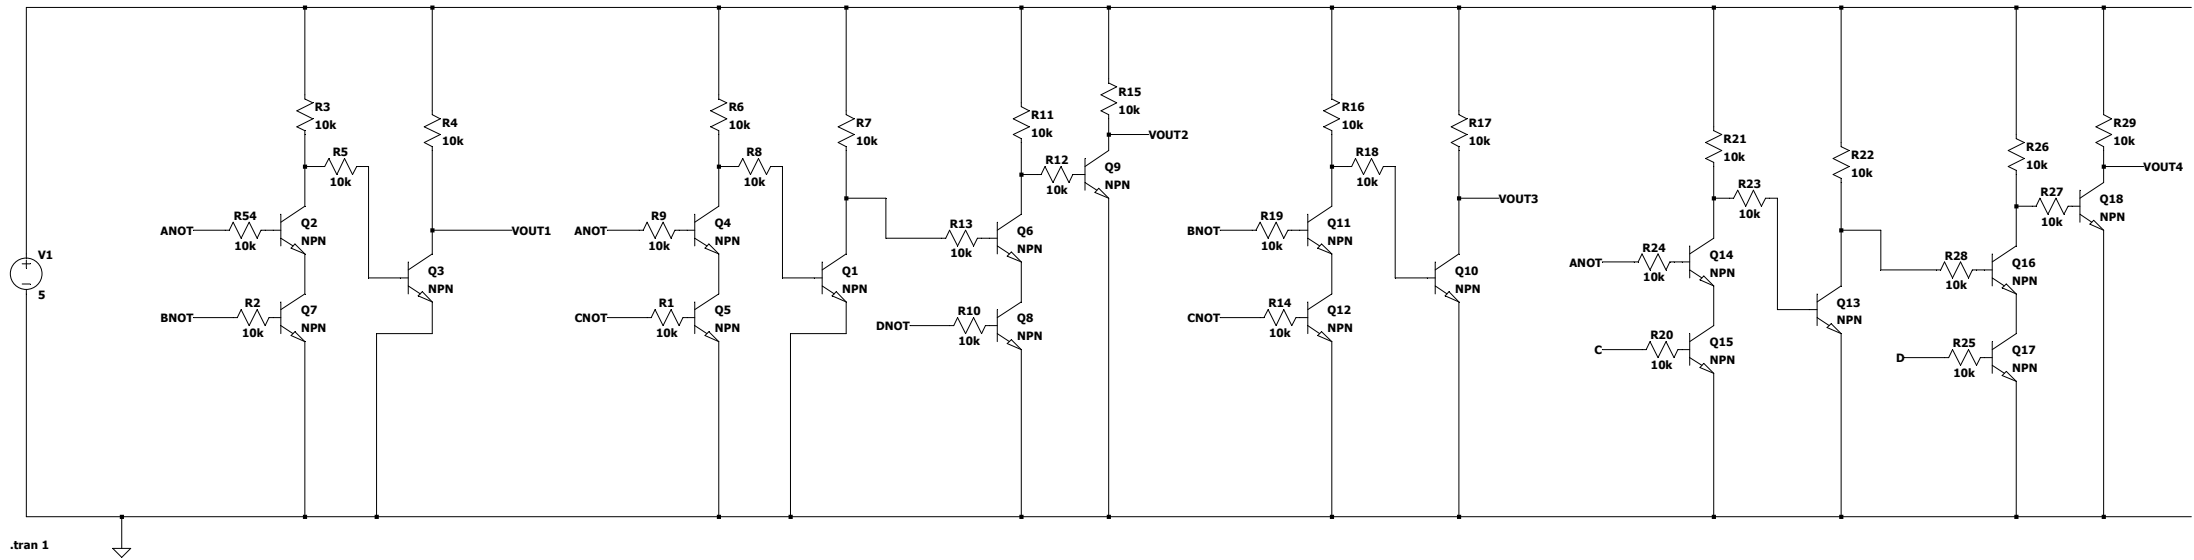 V1
5
.tran 1
R3
10k
R4
10k
R5
10k
ANOT
R54
10k
Q2
NPN
BNOT
R2
10k
Q7
NPN
Q3
NPN
VOUT1
R6
10k
R7
10k
R8
10k
ANOT
R9
10k
Q4
NPN
CNOT
R1
10k
Q5
NPN
Q1
NPN
R11
10k
R15
10k
VOUT2
R12
10k
Q9
NPN
R13
10k
Q6
NPN
DNOT
R10
10k
Q8
NPN
R16
10k
R17
10k
R18
10k
BNOT
R19
10k
Q11
NPN
CNOT
R14
10k
Q12
NPN
Q10
NPN
VOUT3
R21
10k
R22
10k
R23
10k
ANOT
R24
10k
Q14
NPN
C
R20
10k
Q15
NPN
Q13
NPN
R26
10k
R29
10k
VOUT4
R27
10k
Q18
NPN
R28
10k
Q16
NPN
D
R25
10k
Q17
NPN